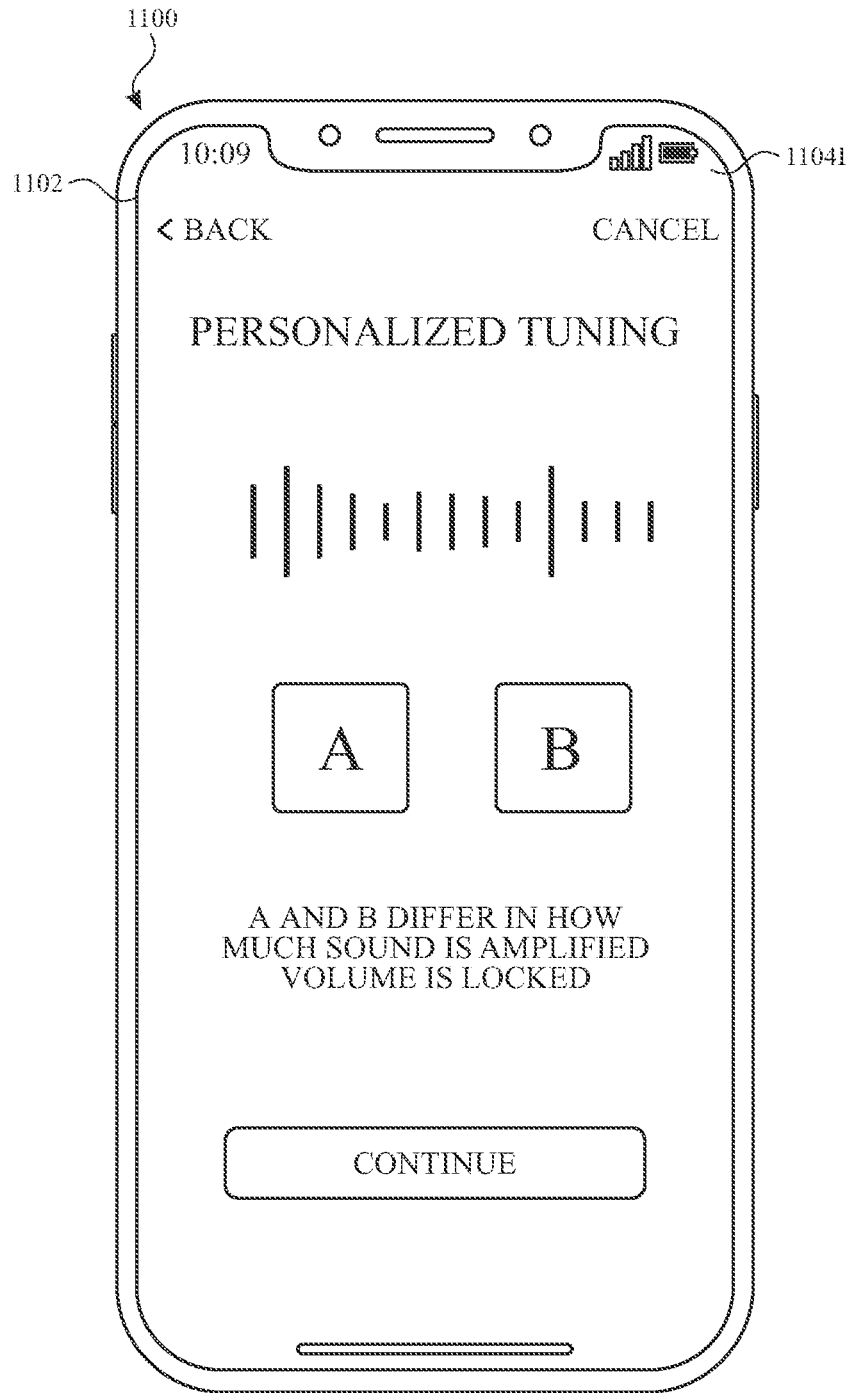 1100
10:09
1104I
1102
< BACK
CANCEL
PERSONALIZED TUNING
A
B
A AND B DIFFER IN HOW
MUCH SOUND IS AMPLIFIED
VOLUME IS LOCKED
CONTINUE